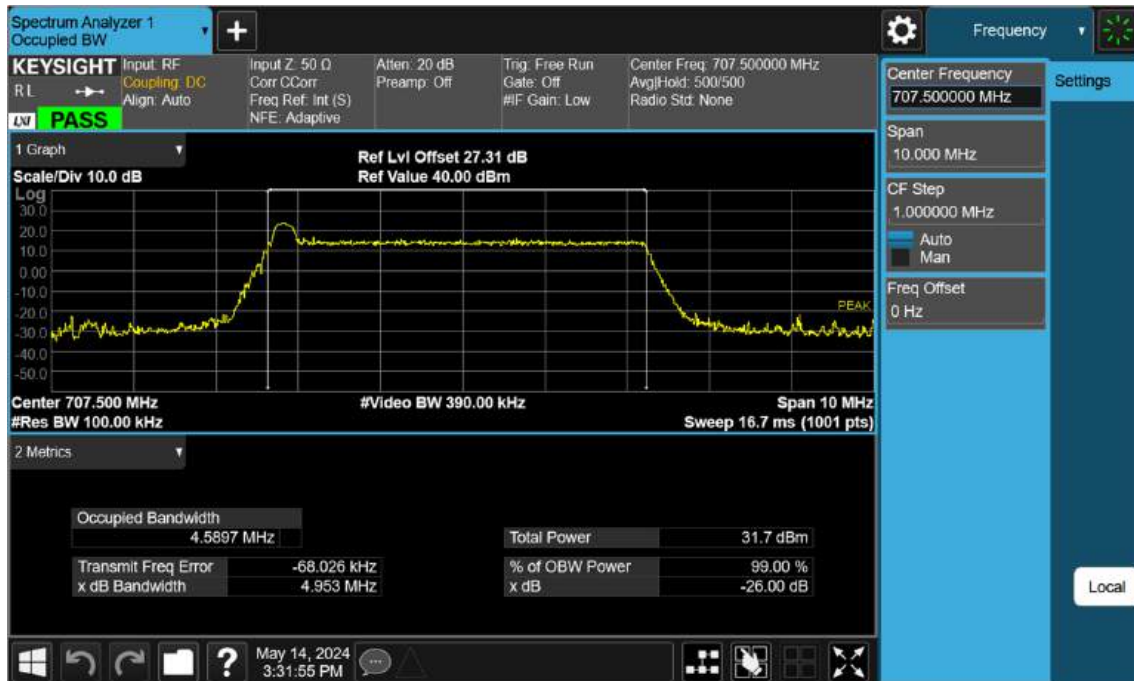 Spectrum Analyzer 1
Occupied BW
+
Frequency
KEYSIGHT
RL
LXI
PASS
Input: RF
Coupling: DC
Align: Auto
Input Z: 50 Ω
Corr CCorr
Freq Ref: Int (S)
NFE: Adaptive
Atten: 20 dB
Preamp: Off
Trig: Free Run
Gate: Off
#IF Gain: Low
Center Freq: 707.500000 MHz
Avg|Hold: 500/500
Radio Std: None
Center Frequency
707.500000 MHz
Settings
Span
10.000 MHz
CF Step
1.000000 MHz
Auto
Man
Freq Offset
0 Hz
1 Graph
Scale/Div 10.0 dB
Ref Lvl Offset 27.31 dB
Ref Value 40.00 dBm
Log
30.0
20.0
10.0
0.00
-10.0
-20.0
-30.0
-40.0
-50.0
PEAK
Center 707.500 MHz
#Video BW 390.00 kHz
Span 10 MHz
#Res BW 100.00 kHz
Sweep 16.7 ms (1001 pts)
2 Metrics
Occupied Bandwidth
4.5897 MHz
Total Power 31.7 dBm
Transmit Freq Error -68.026 kHz
% of OBW Power 99.00 %
x dB Bandwidth 4.953 MHz
x dB -26.00 dB
Local
?
May 14, 2024
3:31:55 PM